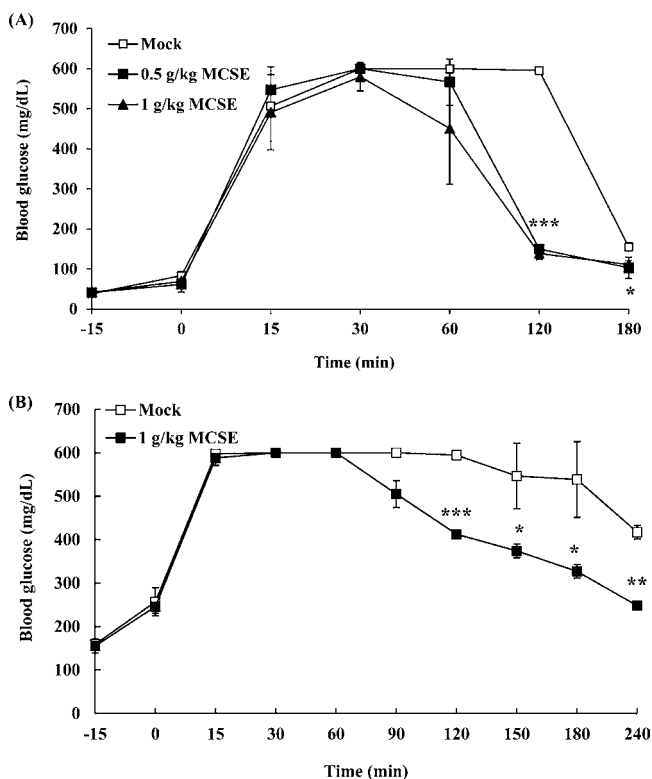 (A)
Mock
0.5 g/kg MCSE
1 g/kg MCSE
Blood glucose (mg/dL)
700
600
500
400
300
200
100
0
***
*
-15 0 15 30 60 120 180
Time (min)
(B)
Mock
1 g/kg MCSE
Blood glucose (mg/dL)
700
600
500
400
300
200
100
0
***
*
*
**
-15 0 15 30 60 90 120 150 180 240
Time (min)